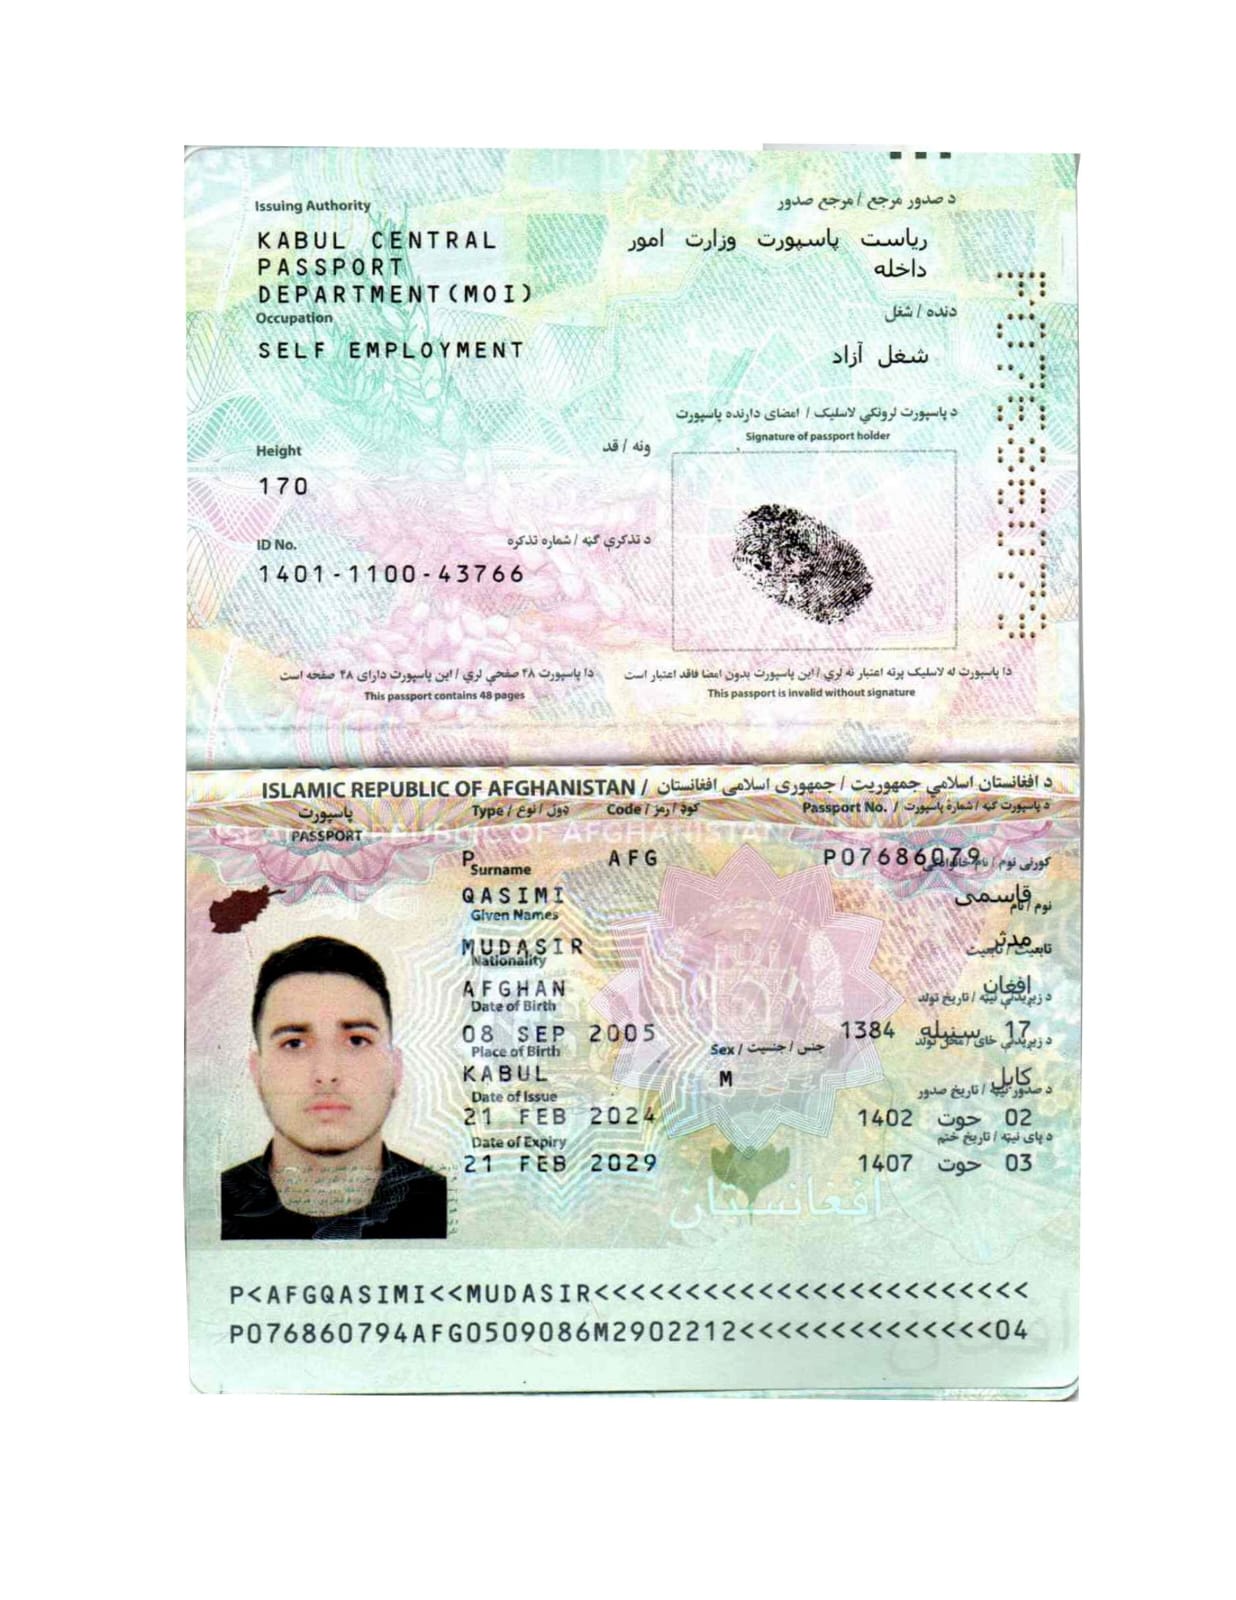 Issuing Authority
د صدور مرجع / مرجع صدور
KABUL CENTRAL
PASSPORT
DEPARTMENT(MOI)
ریاست پاسپورت وزارت امور
داخله
Occupation
دنده / شغل
SELF EMPLOYMENT
شغل آزاد
د پاسپورت لرونکي لاسلیک / امضای دارنده پاسپورت
Signature of passport holder
Height
ونه / قد
170
ID No.
د تذکرې ګڼه / شماره تذکره
1401-1100-43766
دا پاسپورت ۴۸ صفحې لري / این پاسپورت دارای ۴۸ صفحه است
This passport contains 48 pages
دا پاسپورت له لاسلیک پرته اعتبار نه لري / این پاسپورت بدون امضا فاقد اعتبار است
This passport is invalid without signature
ISLAMIC REPUBLIC OF AFGHANISTAN / د افغانستان اسلامي جمهوریت / جمهوری اسلامی افغانستان
پاسپورت
PASSPORT
Type / ډول / نوع
Code / کوډ / رمز
Passport No. / د پاسپورت ګڼه / شمارهٔ پاسپورت
ISLAMIC REPUBLIC OF AFGHANISTAN
P
AFG
P07686079
کورنی نوم / نام خانوادگی
Surname
QASIMI
قاسمی
Given Names
نوم / نام
MUDASIR
مدثر
Nationality
تابعیت / تابعیت
AFGHAN
افغان
Date of Birth
د زیږیدنې نېټه / تاریخ تولد
08 SEP 2005
17 سنبله 1384
Place of Birth
Sex / جنس / جنسیت
د زیږیدنې ځای / محل تولد
KABUL
M
کابل
Date of Issue
د صدور نېټه / تاریخ صدور
21 FEB 2024
02 حوت 1402
Date of Expiry
د پای نېټه / تاریخ ختم
21 FEB 2029
03 حوت 1407
افغانستان
P<AFGQASIMI<<MUDASIR<<<<<<<<<<<<<<<<<<<<<<<<
P076860794AFG0509086M2902212<<<<<<<<<<<<<<04